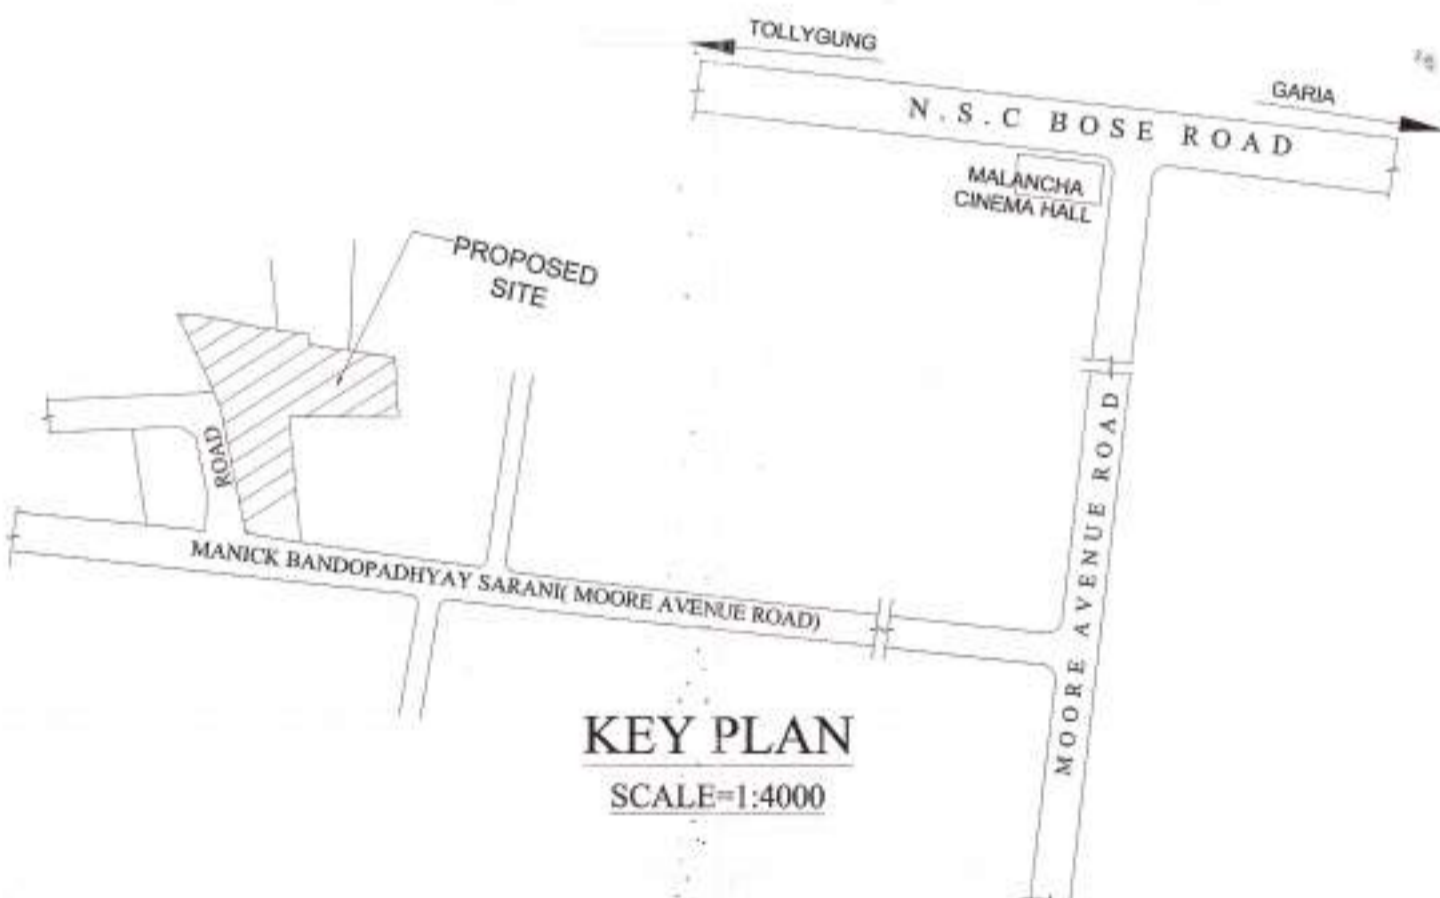 TOLLYGUNG
GARIA
N.S.C BOSE ROAD
MALANCHA
CINEMA HALL
PROPOSED
SITE
ROAD
MANICK BANDOPADHYAY SARANI( MOORE AVENUE ROAD)
MOORE AVENUE ROAD
KEY PLAN
SCALE=1:4000